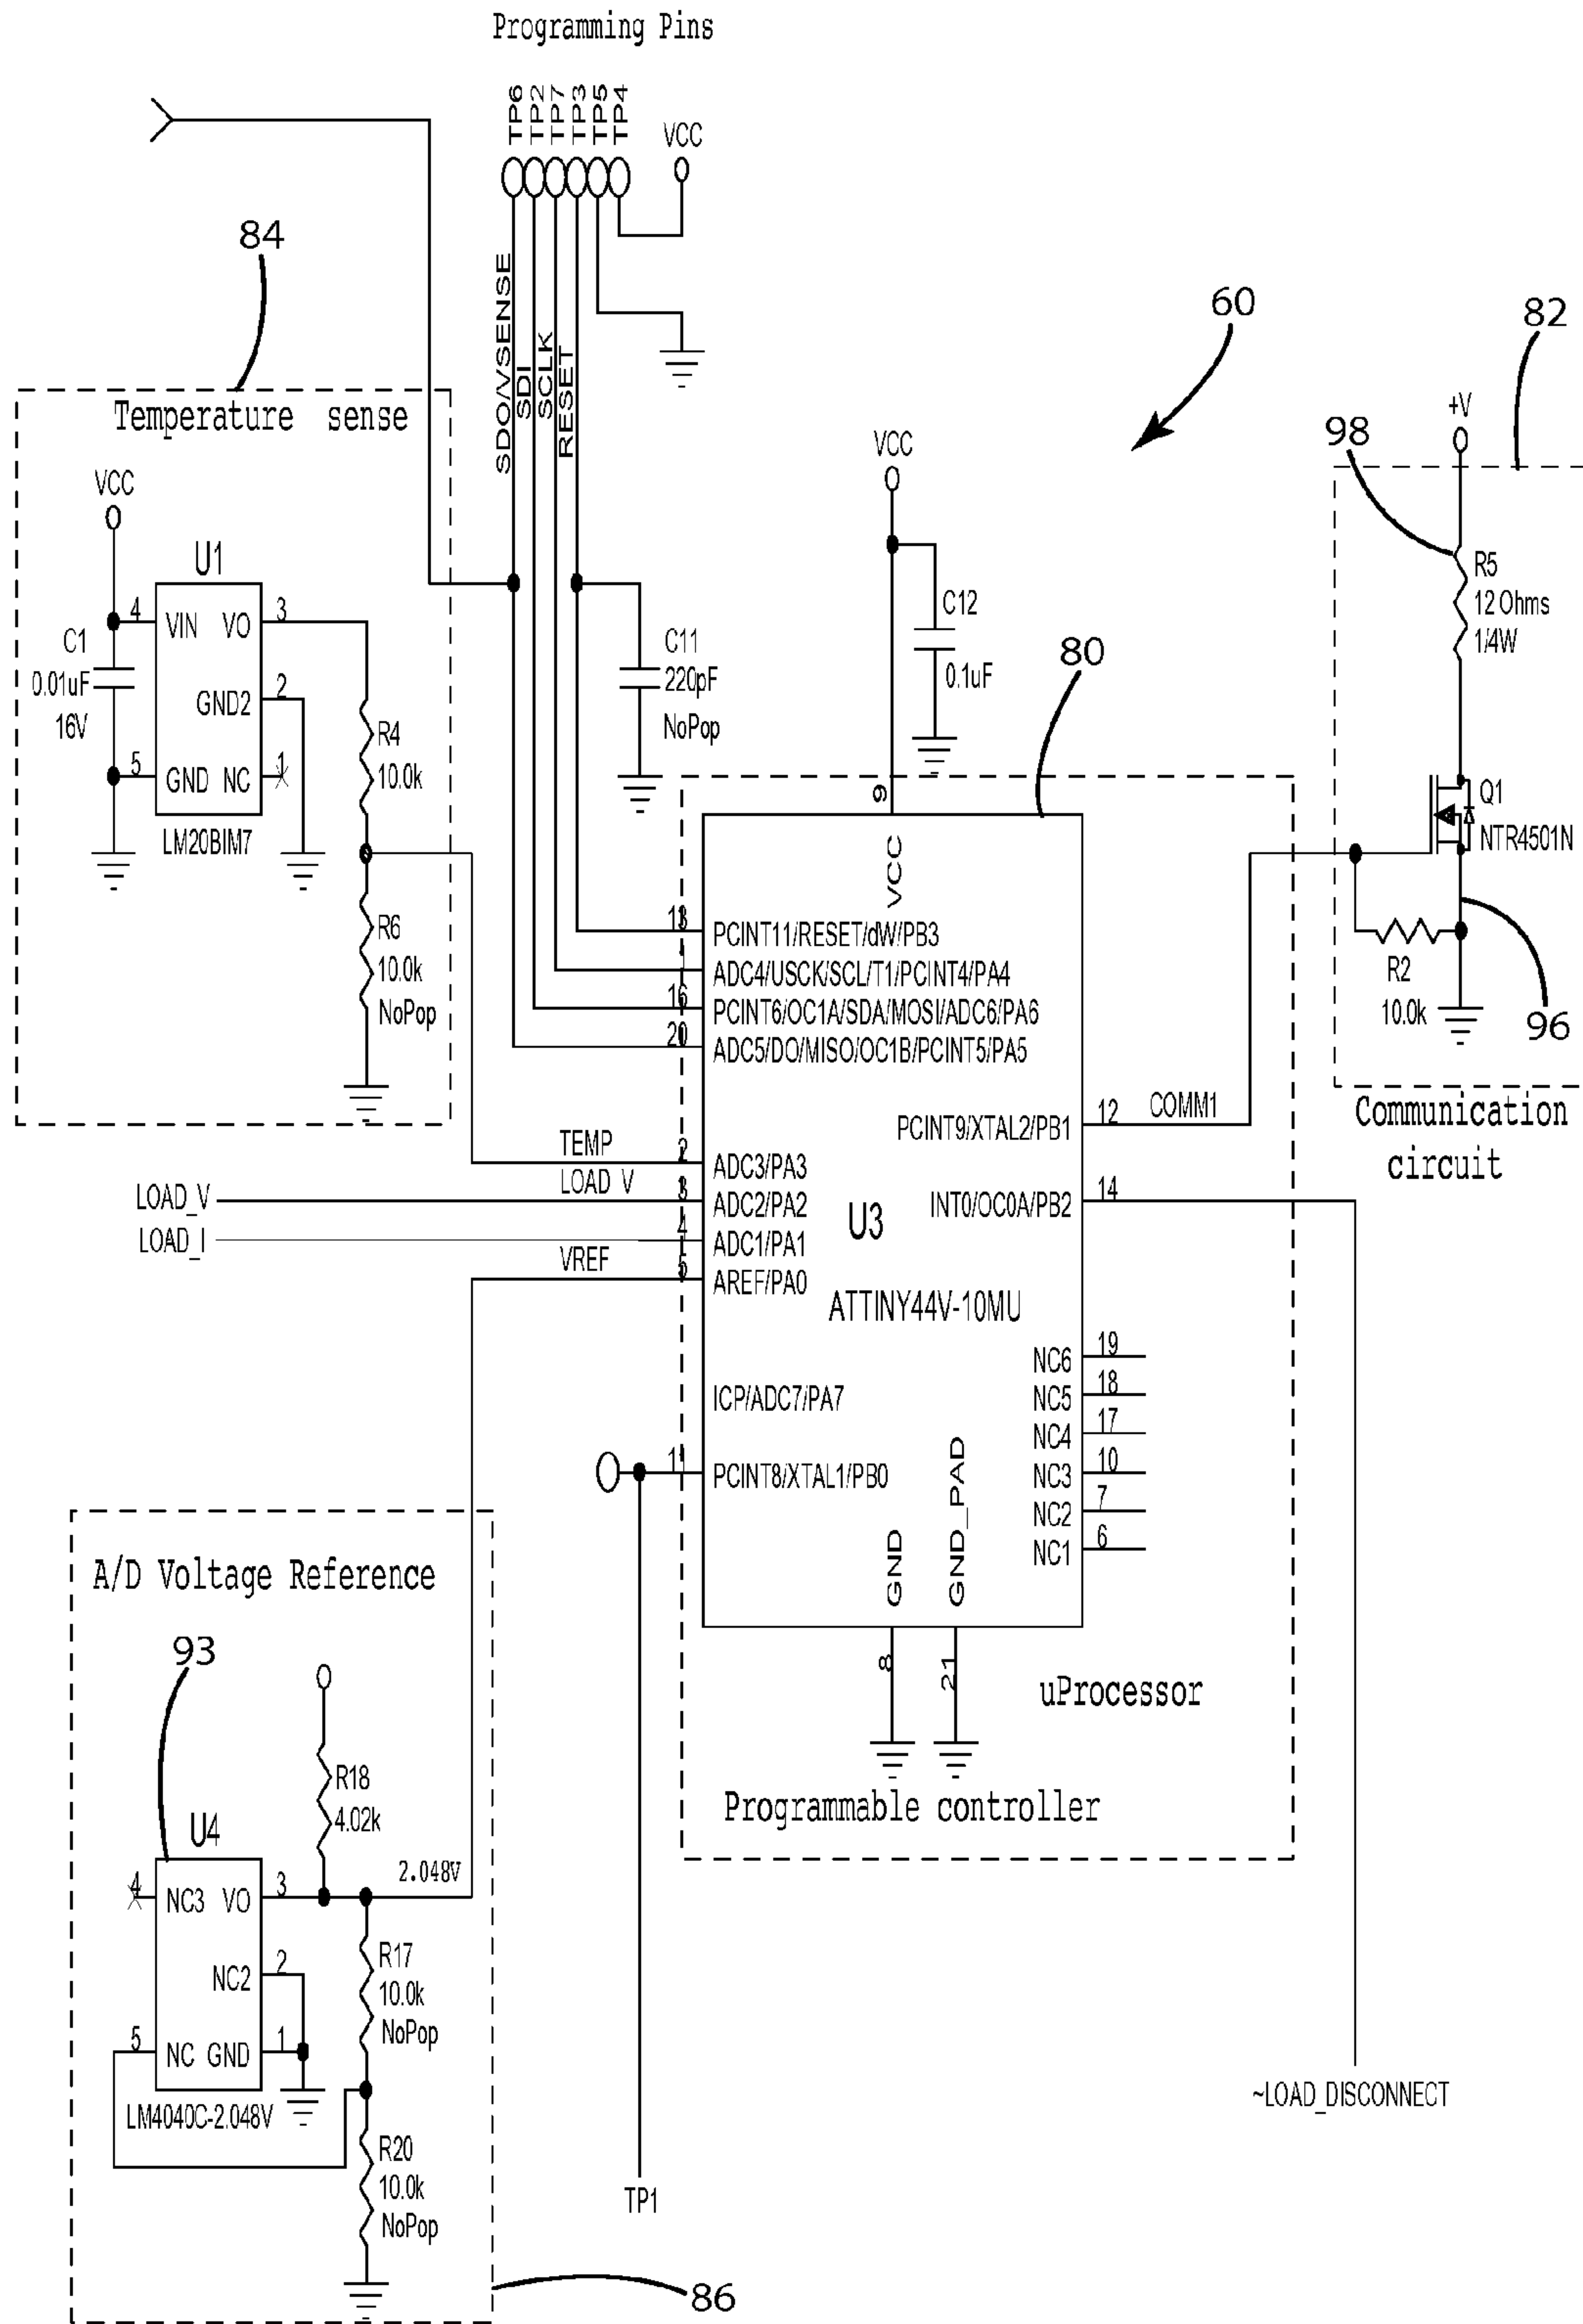 Programming Pins
TP6
TP2
TP7
TP3
TP5
TP4
VCC
84
SDO/VSENSE
SDI
SCLK
RESET
60
82
Temperature sense
VCC
U1
4
VIN
VO
3
C1
0.01uF
16V
GND2
2
5
GND
NC
1
LM20BIM7
R4
10.0k
R6
10.0k
NoPop
C11
220pF
NoPop
VCC
C12
0.1uF
80
98
+V
R5
12 Ohms
1/4W
Q1
NTR4501N
R2
10.0k
96
Communication
circuit
9
VCC
13
PCINT11/RESET/dW/PB3
1
ADC4/USCK/SCL/T1/PCINT4/PA4
16
PCINT6/OC1A/SDA/MOSI/ADC6/PA6
20
ADC5/DO/MISO/OC1B/PCINT5/PA5
PCINT9/XTAL2/PB1
12
COMM1
TEMP
2
ADC3/PA3
LOAD_V
LOAD_V
3
ADC2/PA2
INT0/OC0A/PB2
14
LOAD_I
4
ADC1/PA1
U3
VREF
5
AREF/PA0
ATTINY44V-10MU
NC6
19
NC5
18
NC4
17
NC3
10
NC2
7
NC1
6
ICP/ADC7/PA7
11
PCINT8/XTAL1/PB0
GND
GND_PAD
8
21
uProcessor
Programmable controller
A/D Voltage Reference
93
R18
4.02k
U4
2.048V
4
NC3
VO
3
NC2
2
5
NC
GND
1
LM4040C-2.048V
R17
10.0k
NoPop
R20
10.0k
NoPop
TP1
~LOAD_DISCONNECT
86